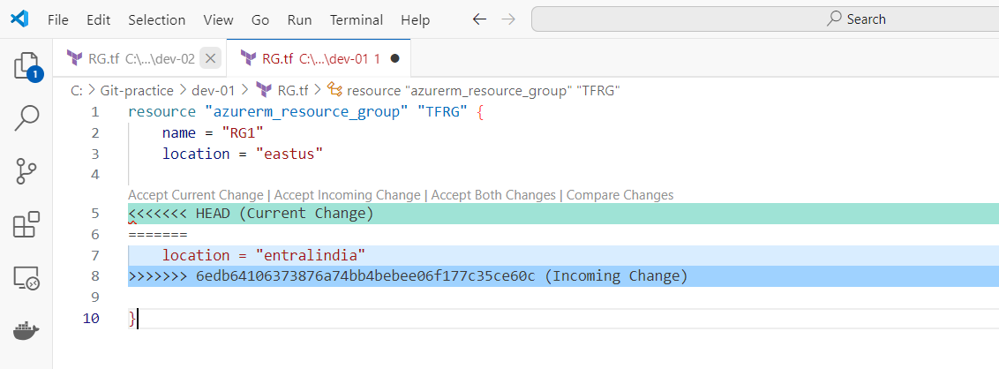 File Edit Selection View Go Run Terminal Help Search
RG.tf C:\...\dev-02 RG.tf C:\...\dev-01 1
C: > Git-practice > dev-01 > RG.tf > resource "azurerm_resource_group" "TFRG"
1 resource "azurerm_resource_group" "TFRG" {
2 name = "RG1"
3 location = "eastus"
4
Accept Current Change | Accept Incoming Change | Accept Both Changes | Compare Changes
5 <<<<<<< HEAD (Current Change)
6 =======
7 location = "entralindia"
8 >>>>>>> 6edb64106373876a74bb4bebee06f177c35ce60c (Incoming Change)
9
10 }
1